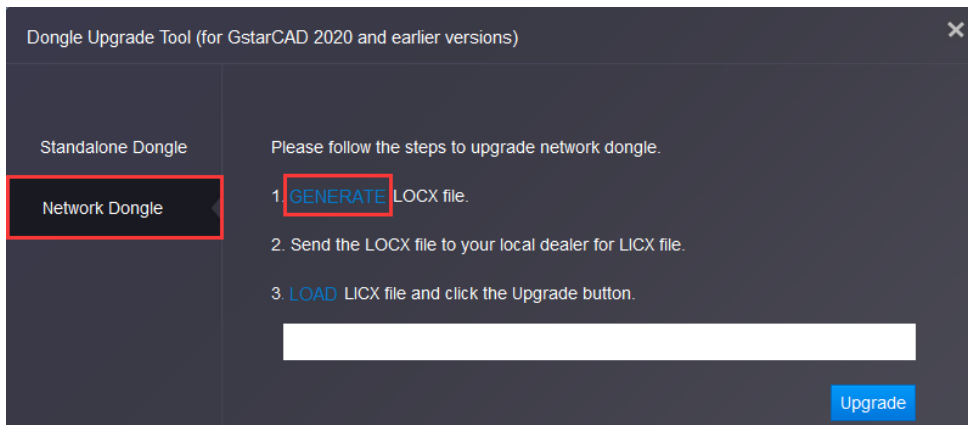 Dongle Upgrade Tool (for GstarCAD 2020 and earlier versions)
Standalone Dongle
Network Dongle
Please follow the steps to upgrade network dongle.
1. GENERATE LOCX file.
2. Send the LOCX file to your local dealer for LICX file.
3. LOAD LICX file and click the Upgrade button.
Upgrade